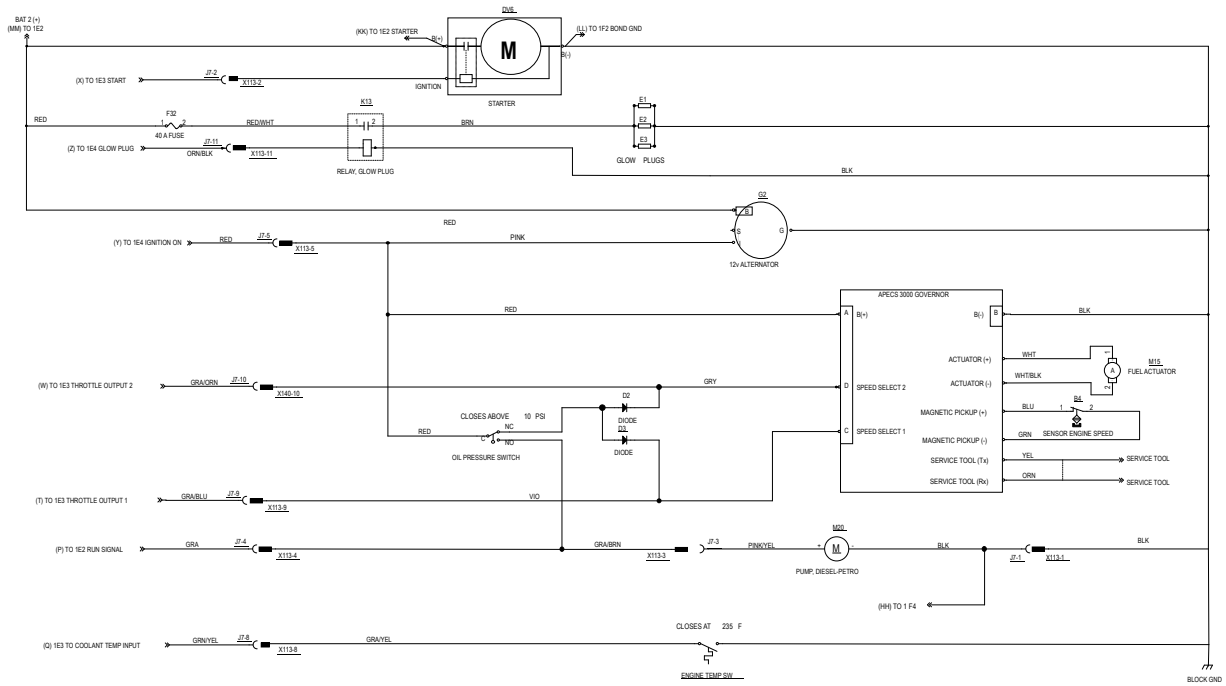 BAT 2 (+)
(MM) TO 1E2
DV6
(KK) TO 1E2 STARTER
B(+)
M
(LL) TO 1F2 BOND GND
B(-)
(X) TO 1E3 START
J7-2
X113-2
IGNITION
STARTER
RED
F32
1 2
40 A FUSE
RED/WHT
K13
1 2
BRN
E1
E2
E3
GLOW PLUGS
(Z) TO 1E4 GLOW PLUG
J7-11
ORN/BLK
X113-11
RELAY, GLOW PLUG
BLK
RED
G2
B
S
I
G
12v ALTERNATOR
(Y) TO 1E4 IGNITION ON
RED
J7-5
X113-5
PINK
APECS 3000 GOVERNOR
RED
A
B(+)
B(-)
B
BLK
ACTUATOR (+)
WHT
1
A
2
M15
FUEL ACTUATOR
ACTUATOR (-)
WHT/BLK
(W) TO 1E3 THROTTLE OUTPUT 2
GRA/ORN
J7-10
X140-10
GRY
D
SPEED SELECT 2
D2
DIODE
D3
DIODE
CLOSES ABOVE 10 PSI
RED
C
NC
NO
OIL PRESSURE SWITCH
C
SPEED SELECT 1
MAGNETIC PICKUP (+)
BLU
1
B4
2
MAGNETIC PICKUP (-)
GRN
SENSOR ENGINE SPEED
SERVICE TOOL (Tx)
YEL
SERVICE TOOL
SERVICE TOOL (Rx)
ORN
SERVICE TOOL
(T) TO 1E3 THROTTLE OUTPUT 1
GRA/BLU
J7-9
X113-9
VIO
(P) TO 1E2 RUN SIGNAL
GRA
J7-4
X113-4
GRA/BRN
X113-3
J7-3
PINK/YEL
+
M20
M
-
PUMP, DIESEL-PETRO
BLK
J7-1
X113-1
BLK
(HH) TO 1 F4
(Q) 1E3 TO COOLANT TEMP INPUT
GRN/YEL
J7-8
X113-8
GRA/YEL
CLOSES AT 235 F
ENGINE TEMP SW
BLOCK GND